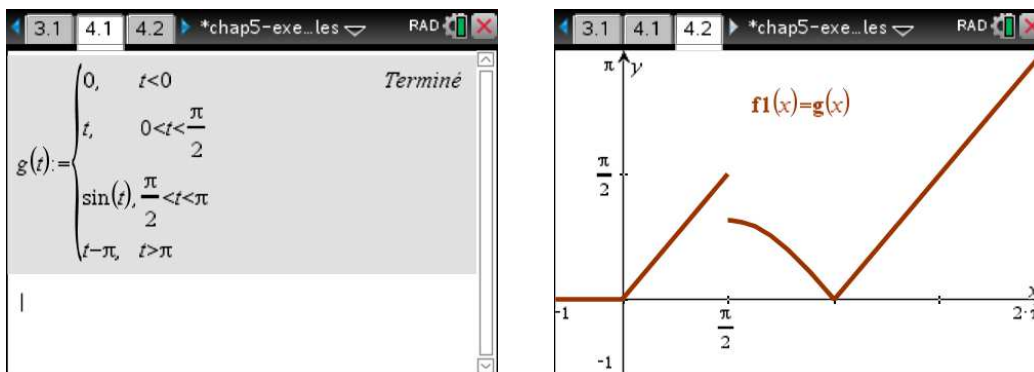 3.1 4.1 4.2 *chap5-exe…les RAD
g(t):={0, t<0 Terminé
t, 0<t<π/2
sin(t), π/2<t<π
t−π, t>π
3.1 4.1 4.2 *chap5-exe…les RAD
π y
f1(x)=g(x)
π/2
-1 π/2 x
-1